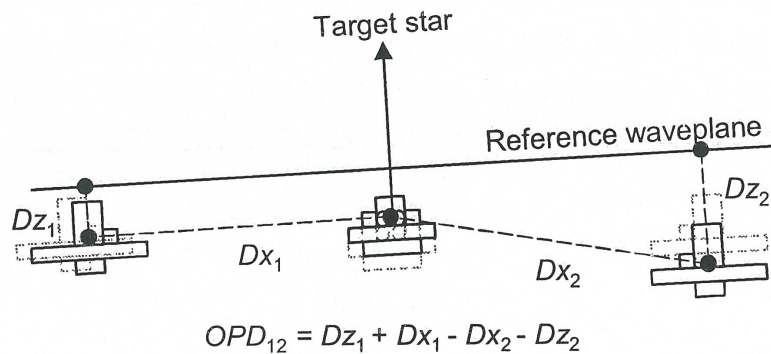 Target star
Reference waveplane
Dz₁
Dz₂
Dx₁
Dx₂
OPD₁₂ = Dz₁ + Dx₁ - Dx₂ - Dz₂